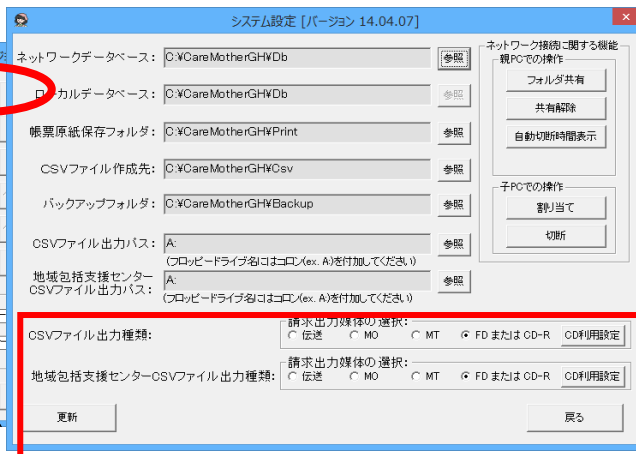 システム設定 [バージョン 14.04.07]
ネットワークデータベース: C:¥CareMotherGH¥Db 参照
ローカルデータベース: C:¥CareMotherGH¥Db 参照
帳票原紙保存フォルダ: C:¥CareMotherGH¥Print 参照
CSVファイル作成先: C:¥CareMotherGH¥Csv 参照
バックアップフォルダ: C:¥CareMotherGH¥Backup 参照
CSVファイル出力パス: A: 参照
(フロッピードライブ名にはコロン(ex. A:)を付加してください)
地域包括支援センター
CSVファイル出力パス: A: 参照
(フロッピードライブ名にはコロン(ex. A:)を付加してください)
ネットワーク接続に関する機能
親PCでの操作
フォルダ共有
共有解除
自動切断時間表示
子PCでの操作
割り当て
切断
請求出力媒体の選択:
CSVファイル出力種類: 伝送 MO MT FD または CD-R CD利用設定
請求出力媒体の選択:
地域包括支援センターCSVファイル出力種類: 伝送 MO MT FD または CD-R CD利用設定
更新 戻る